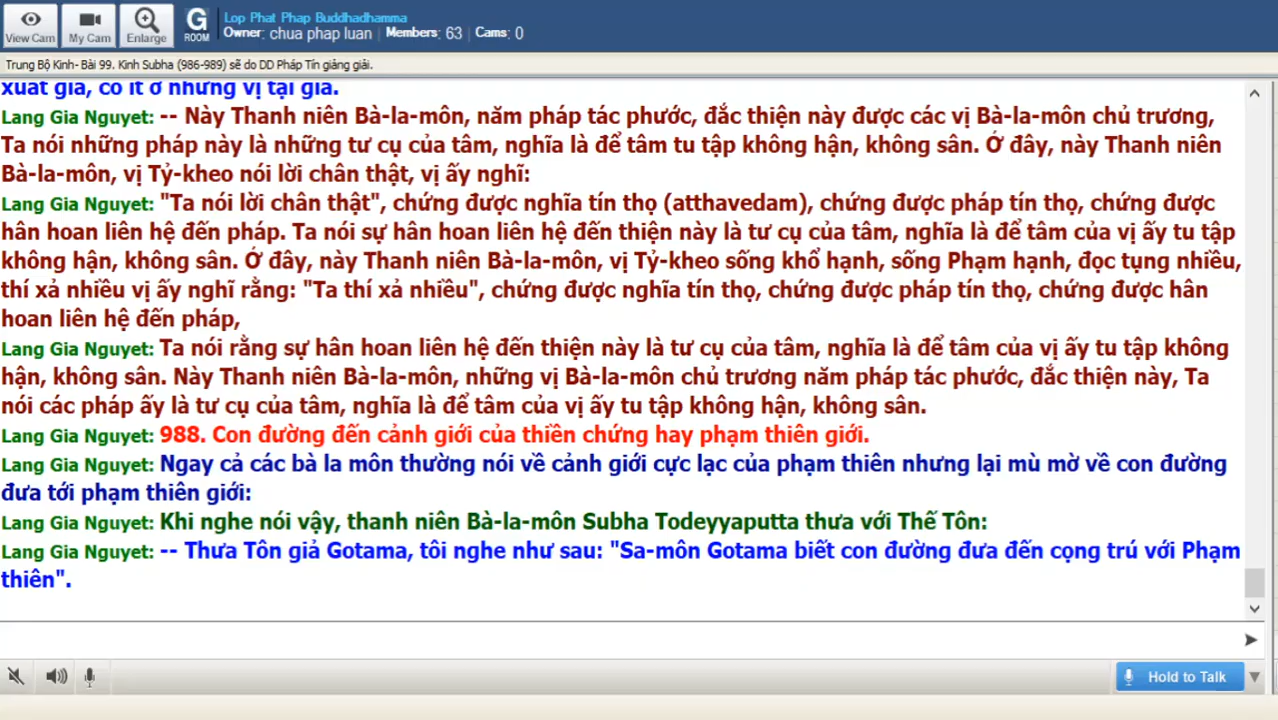 Lop Phat Phap Buddhadhamma
View Cam
My Cam
Enlarge
G
ROOM
Owner: chua phap luan | Members: 63 | Cams: 0
Trung Bộ Kinh- Bài 99. Kinh Subha (986-989) sẽ do DD Pháp Tín giảng giải.
xuất gia, có ít ở những vị tại gia.
Lang Gia Nguyet: -- Này Thanh niên Bà-la-môn, năm pháp tác phước, đắc thiện này được các vị Bà-la-môn chủ trương,
Ta nói những pháp này là những tư cụ của tâm, nghĩa là để tâm tu tập không hận, không sân. Ở đây, này Thanh niên
Bà-la-môn, vị Tỷ-kheo nói lời chân thật, vị ấy nghĩ:
Lang Gia Nguyet: "Ta nói lời chân thật", chứng được nghĩa tín thọ (atthavedam), chứng được pháp tín thọ, chứng được
hân hoan liên hệ đến pháp. Ta nói sự hân hoan liên hệ đến thiện này là tư cụ của tâm, nghĩa là để tâm của vị ấy tu tập
không hận, không sân. Ở đây, này Thanh niên Bà-la-môn, vị Tỷ-kheo sống khổ hạnh, sống Phạm hạnh, đọc tụng nhiều,
thí xả nhiều vị ấy nghĩ rằng: "Ta thí xả nhiều", chứng được nghĩa tín thọ, chứng được pháp tín thọ, chứng được hân
hoan liên hệ đến pháp,
Lang Gia Nguyet: Ta nói rằng sự hân hoan liên hệ đến thiện này là tư cụ của tâm, nghĩa là để tâm của vị ấy tu tập không
hận, không sân. Này Thanh niên Bà-la-môn, những vị Bà-la-môn chủ trương năm pháp tác phước, đắc thiện này, Ta
nói các pháp ấy là tư cụ của tâm, nghĩa là để tâm của vị ấy tu tập không hận, không sân.
Lang Gia Nguyet: 988. Con đường đến cảnh giới của thiền chứng hay phạm thiên giới.
Lang Gia Nguyet: Ngay cả các bà la môn thường nói về cảnh giới cực lạc của phạm thiên nhưng lại mù mờ về con đường
đưa tới phạm thiên giới:
Lang Gia Nguyet: Khi nghe nói vậy, thanh niên Bà-la-môn Subha Todeyyaputta thưa với Thế Tôn:
Lang Gia Nguyet: -- Thưa Tôn giả Gotama, tôi nghe như sau: "Sa-môn Gotama biết con đường đưa đến cọng trú với Phạm
thiên".
Hold to Talk